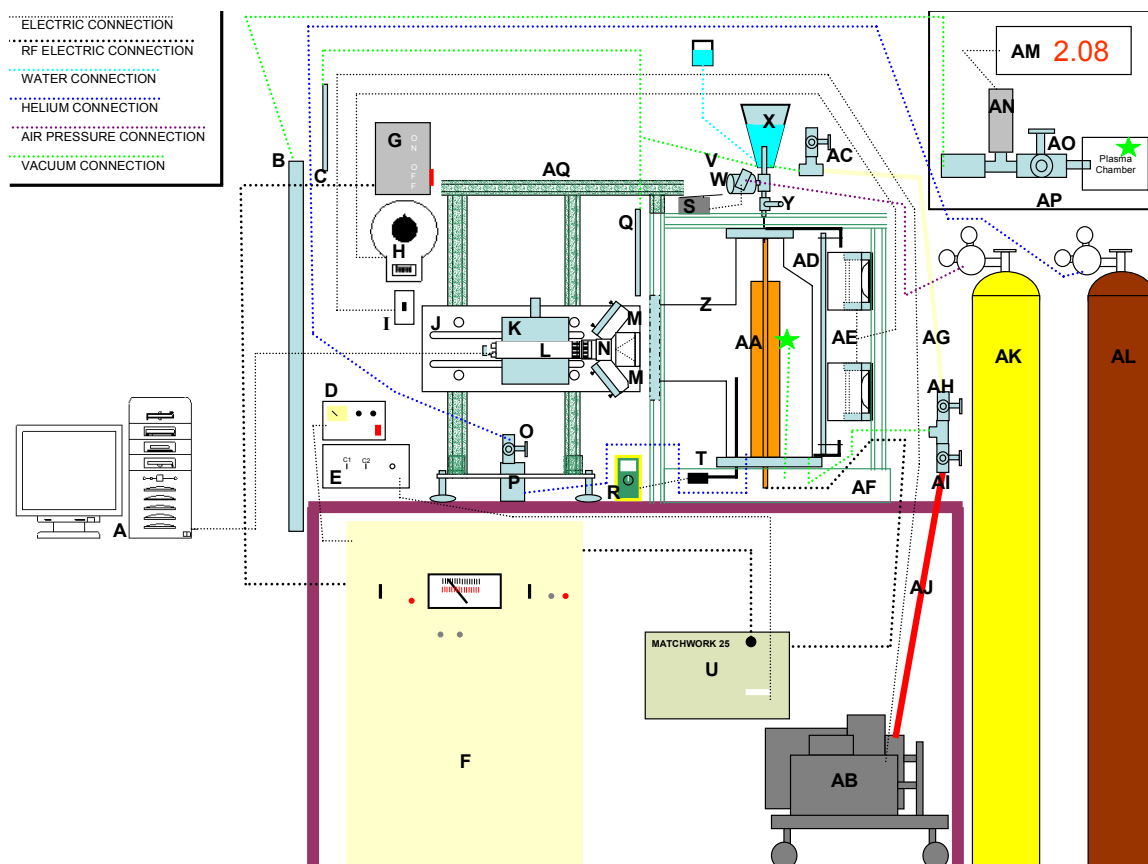 ELECTRIC CONNECTION
RF ELECTRIC CONNECTION
WATER CONNECTION
HELIUM CONNECTION
AIR PRESSURE CONNECTION
VACUUM CONNECTION
AM 2.08
AN
AO
Plasma
Chamber
AP
X
G
ON OFF
AC
B
V
C
AQ
W
S
Y
Q
H
AD
I
J
K
M
Z
L
N
AA
AE
AG
AK
AL
M
AH
D
O
E
C1 C2
T
P
R
AF
AI
A
AJ
MATCHWORK 25
U
F
AB